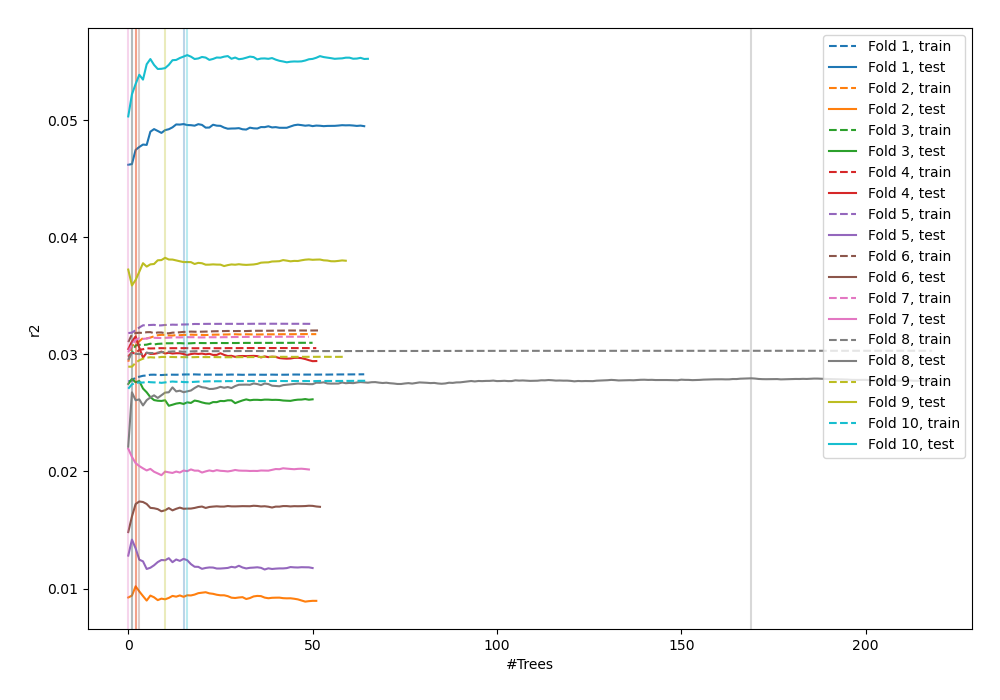 0.05
0.04
0.03
0.02
0.01
r2
0
50
100
150
200
#Trees
Fold 1, train
Fold 1, test
Fold 2, train
Fold 2, test
Fold 3, train
Fold 3, test
Fold 4, train
Fold 4, test
Fold 5, train
Fold 5, test
Fold 6, train
Fold 6, test
Fold 7, train
Fold 7, test
Fold 8, train
Fold 8, test
Fold 9, train
Fold 9, test
Fold 10, train
Fold 10, test